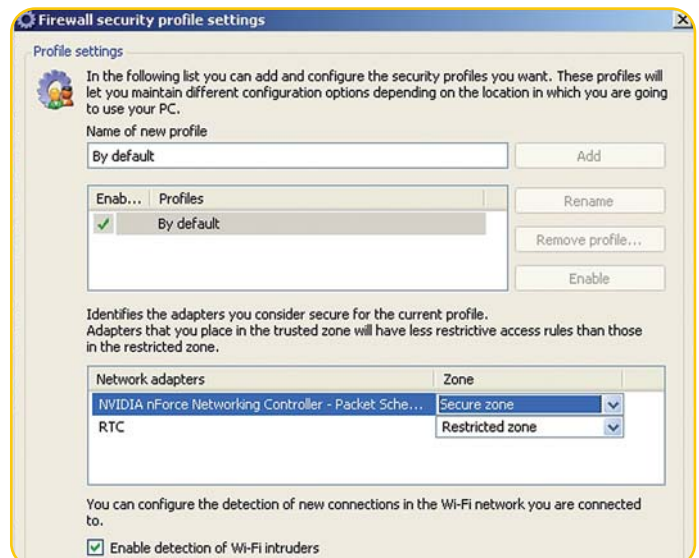 Firewall security profile settings
Profile settings
In the following list you can add and configure the security profiles you want. These profiles will
let you maintain different configuration options depending on the location in which you are going
to use your PC.
Name of new profile
By default
Add
Enab... Profiles
By default
Rename
Remove profile...
Enable
Identifies the adapters you consider secure for the current profile.
Adapters that you place in the trusted zone will have less restrictive access rules than those
in the restricted zone.
Network adapters Zone
NVIDIA nForce Networking Controller - Packet Sche... Secure zone
RTC Restricted zone
You can configure the detection of new connections in the Wi-Fi network you are connected
to.
Enable detection of Wi-Fi intruders